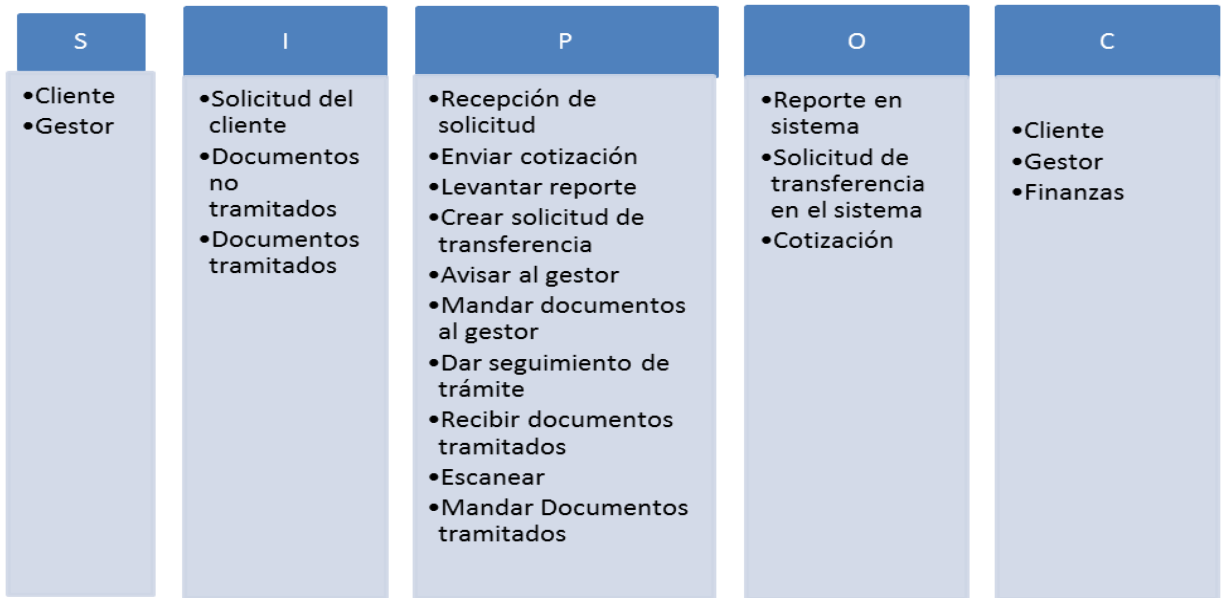 S
•Cliente
•Gestor
I
•Solicitud del
cliente
•Documentos
no
tramitados
•Documentos
tramitados
P
•Recepción de
solicitud
•Enviar cotización
•Levantar reporte
•Crear solicitud de
transferencia
•Avisar al gestor
•Mandar documentos
al gestor
•Dar seguimiento de
trámite
•Recibir documentos
tramitados
•Escanear
•Mandar Documentos
tramitados
O
•Reporte en
sistema
•Solicitud de
transferencia
en el sistema
•Cotización
C
•Cliente
•Gestor
•Finanzas